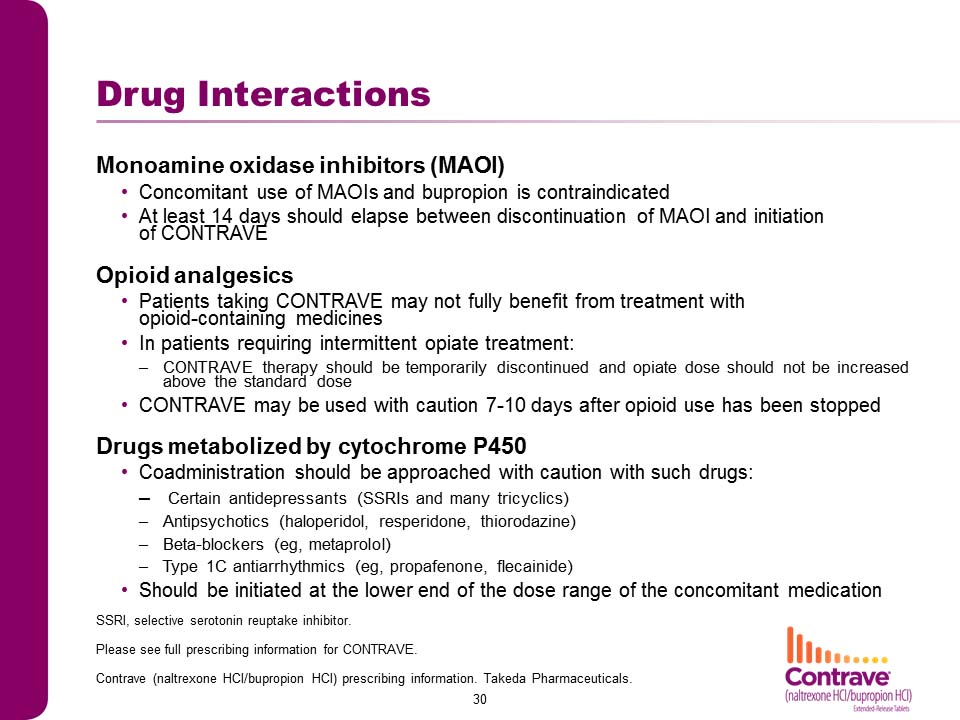 Drug Interactions
Monoamine oxidase inhibitors (MAOI)
• Concomitant use of MAOIs and bupropion is contraindicated
• At least 14 days should elapse between discontinuation of MAOI and initiation
of CONTRAVE
Opioid analgesics
• Patients taking CONTRAVE may not fully benefit from treatment with
opioid-containing medicines
• In patients requiring intermittent opiate treatment:
– CONTRAVE therapy should be temporarily discontinued and opiate dose should not be increased
above the standard dose
• CONTRAVE may be used with caution 7-10 days after opioid use has been stopped
Drugs metabolized by cytochrome P450
• Coadministration should be approached with caution with such drugs:
– Certain antidepressants (SSRIs and many tricyclics)
– Antipsychotics (haloperidol, resperidone, thiorodazine)
– Beta-blockers (eg, metaprolol)
– Type 1C antiarrhythmics (eg, propafenone, flecainide)
• Should be initiated at the lower end of the dose range of the concomitant medication
SSRI, selective serotonin reuptake inhibitor.
Please see full prescribing information for CONTRAVE.
Contrave (naltrexone HCl/bupropion HCl) prescribing information. Takeda Pharmaceuticals.
30
Contrave®
(naltrexone HCl/bupropion HCl)
Extended-Release Tablets